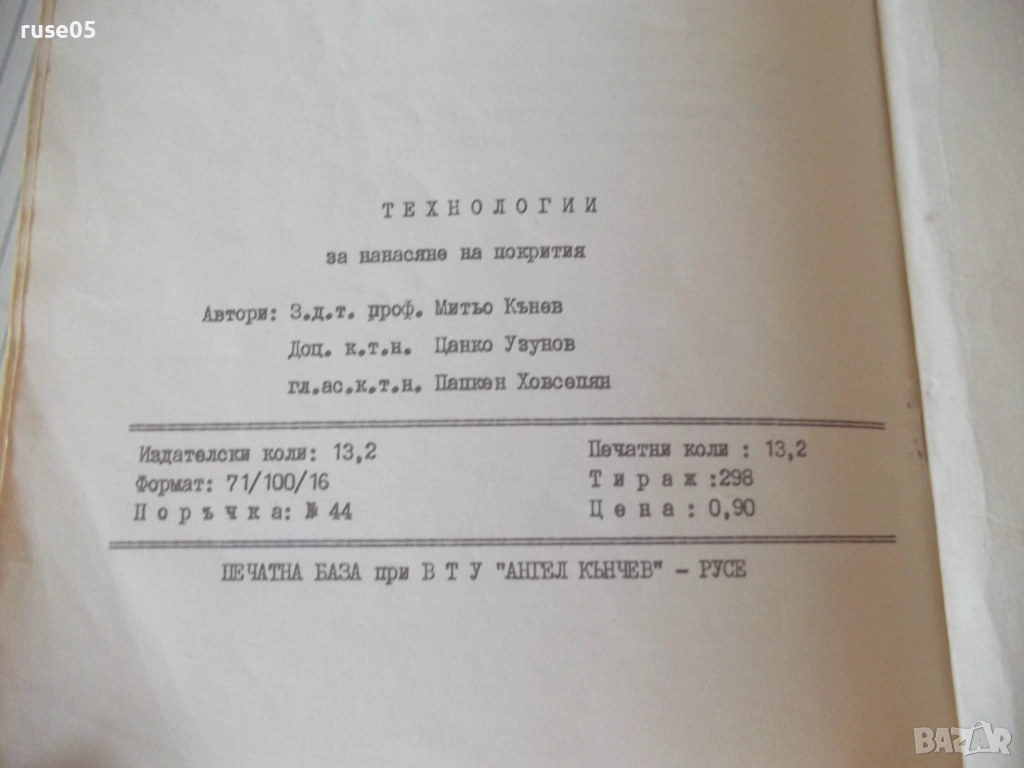 ruse05
ТЕХНОЛОГИИ
за нанасяне на покрития
Автори: З.д.т. проф. Митьо Кънев
Доц. к.т.н. Цанко Узунов
гл.ас.к.т.н. Папкен Ховсепян
Издателски коли: 13,2 Печатни коли : 13,2
Формат: 71/100/16 Тираж :298
Поръчка: № 44 Цена: 0,90
ПЕЧАТНА БАЗА при ВТУ "АНГЕЛ КЪНЧЕВ" – РУСЕ
BAZAR